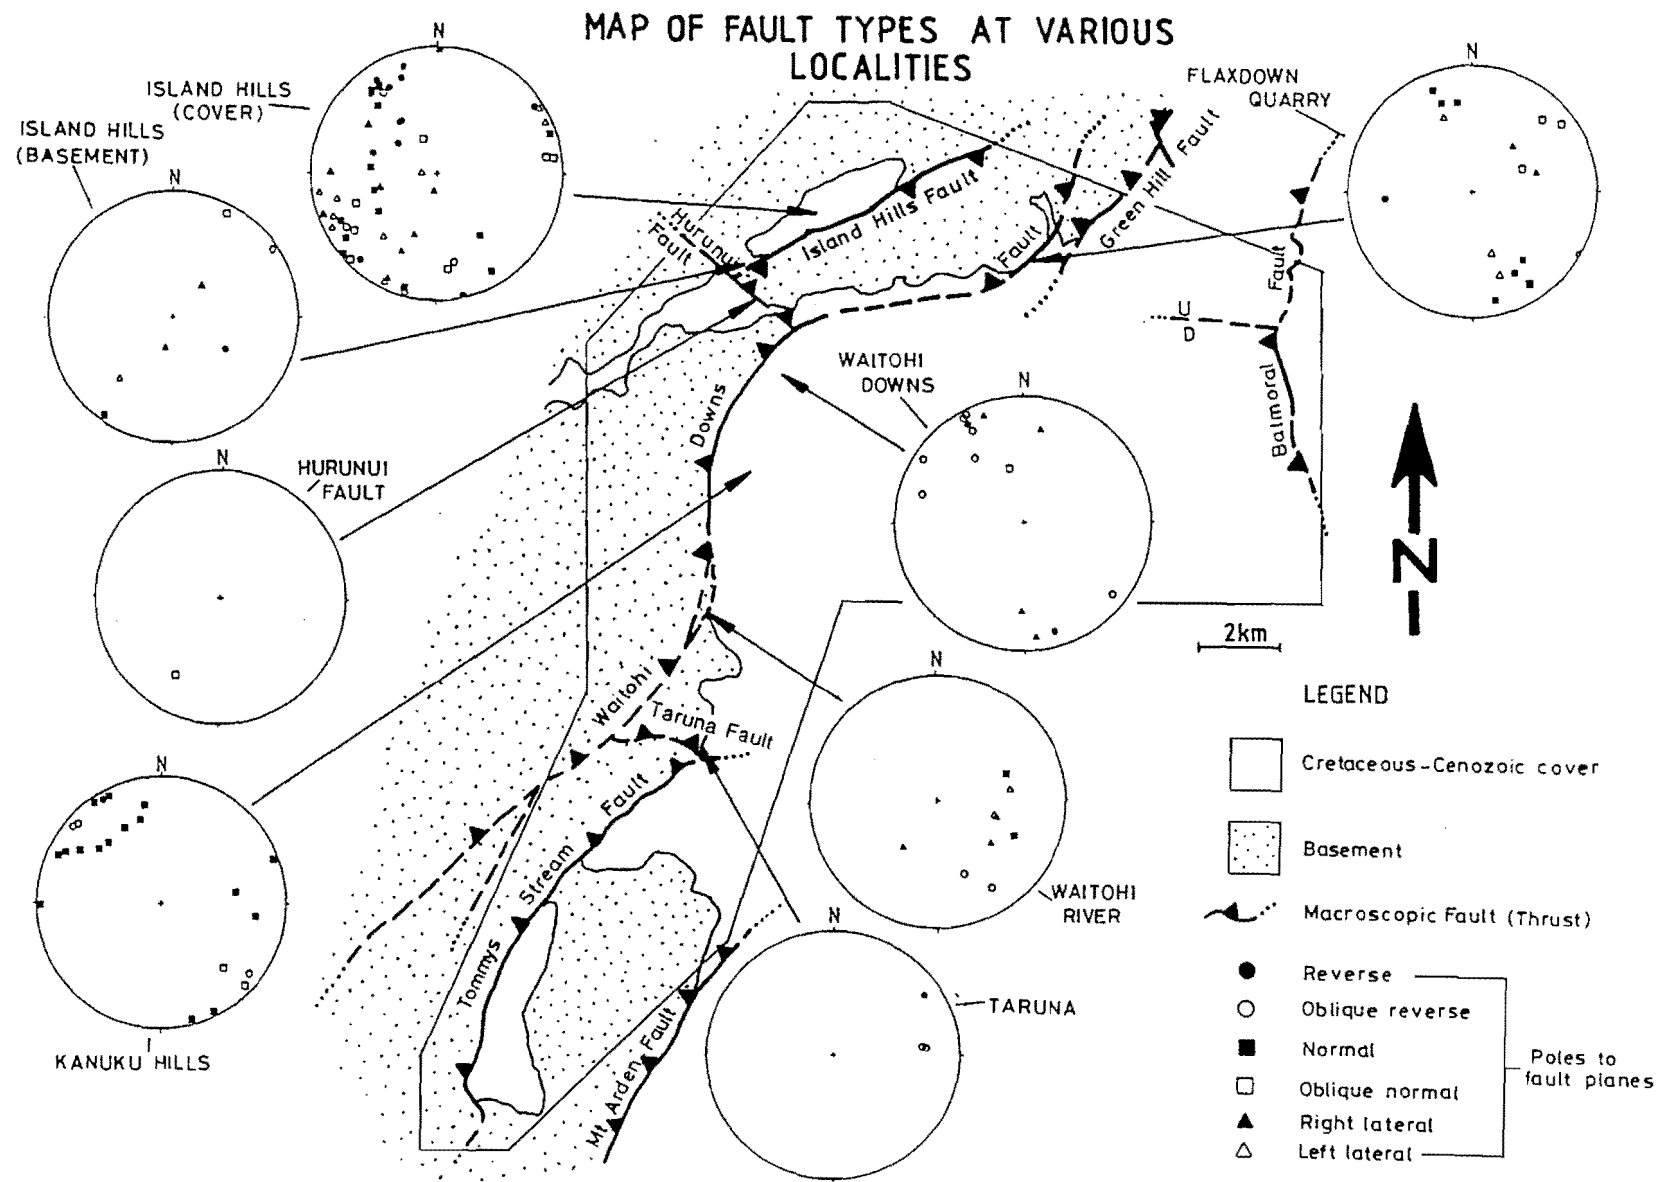 MAP OF FAULT TYPES AT VARIOUS
LOCALITIES
ISLAND HILLS
(COVER)
N
ISLAND HILLS
(BASEMENT)
N
FLAXDOWN
QUARRY
N
Hurunui
Fault
Island Hills Fault
Fault
Green Hill Fault
Fault
U
D
Balmoral
HURUNUI
FAULT
N
WAITOHI
DOWNS
N
Downs
N
2km
Waitohi
Taruna Fault
N
WAITOHI
RIVER
KANUKU HILLS
N
Fault
Stream
Tommys
Mt Arden Fault
N
TARUNA
LEGEND
Cretaceous-Cenozoic cover
Basement
Macroscopic Fault (Thrust)
Reverse
Oblique reverse
Normal
Oblique normal
Right lateral
Left lateral
Poles to
fault planes